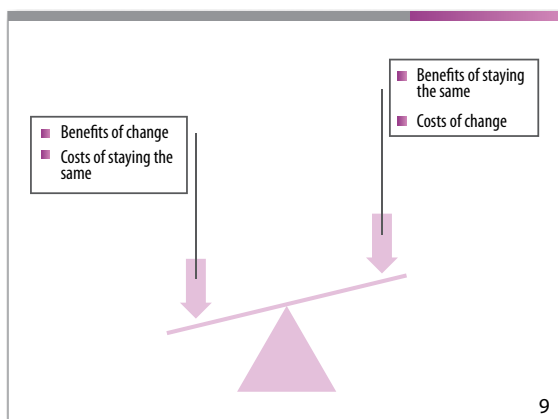 Benefits of change
Costs of staying the
same
Benefits of staying
the same
Costs of change
9